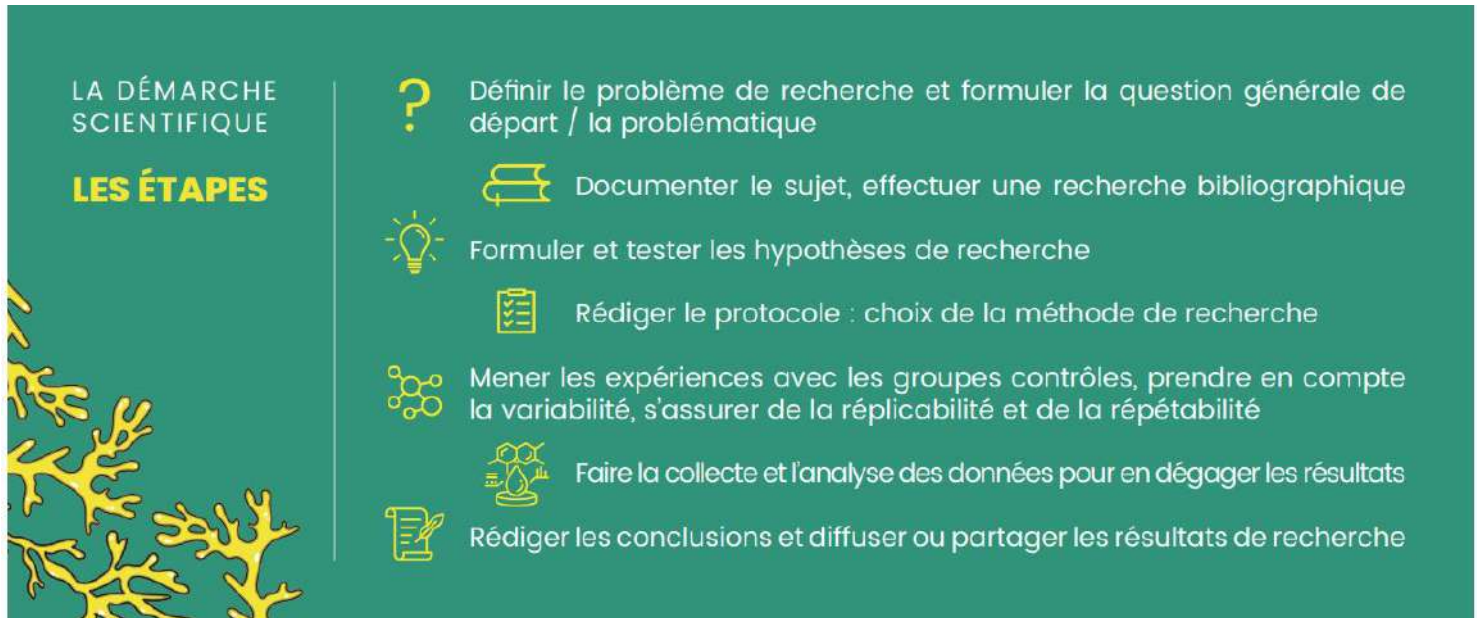 LA DÉMARCHE
SCIENTIFIQUE
LES ÉTAPES
?
Définir le problème de recherche et formuler la question générale de
départ / la problématique
Documenter le sujet, effectuer une recherche bibliographique
Formuler et tester les hypothèses de recherche
Rédiger le protocole : choix de la méthode de recherche
Mener les expériences avec les groupes contrôles, prendre en compte
la variabilité, s'assurer de la réplicabilité et de la répétabilité
Faire la collecte et l'analyse des données pour en dégager les résultats
Rédiger les conclusions et diffuser ou partager les résultats de recherche